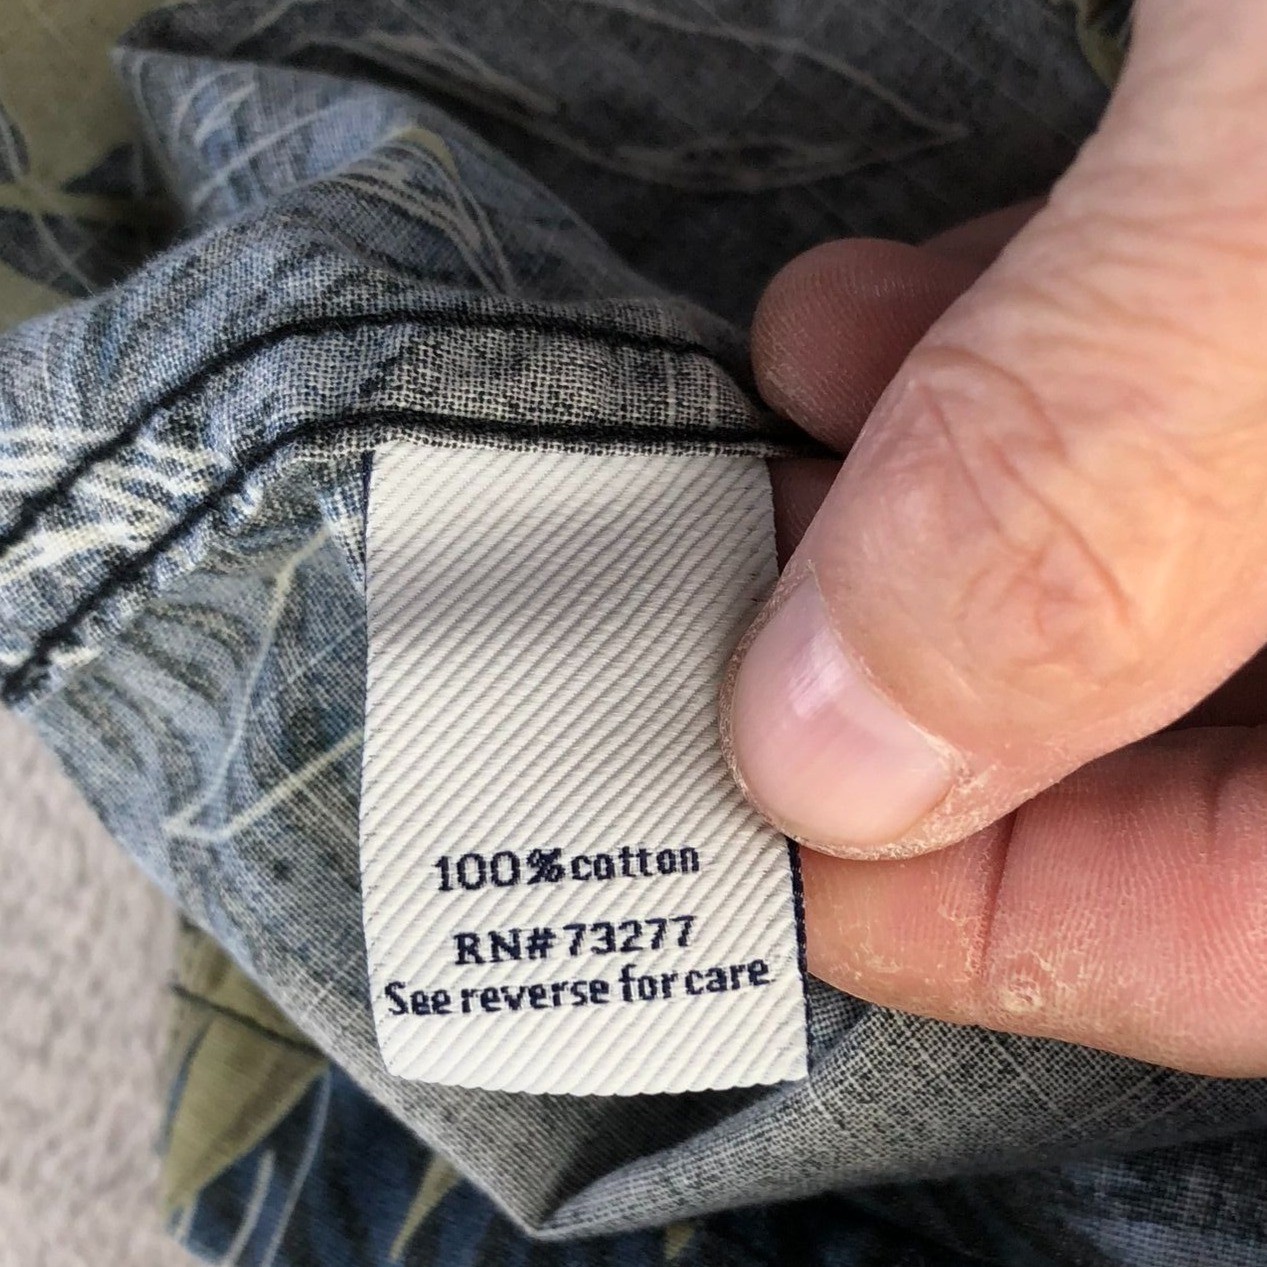 100% cotton
RN#73277
See reverse for care